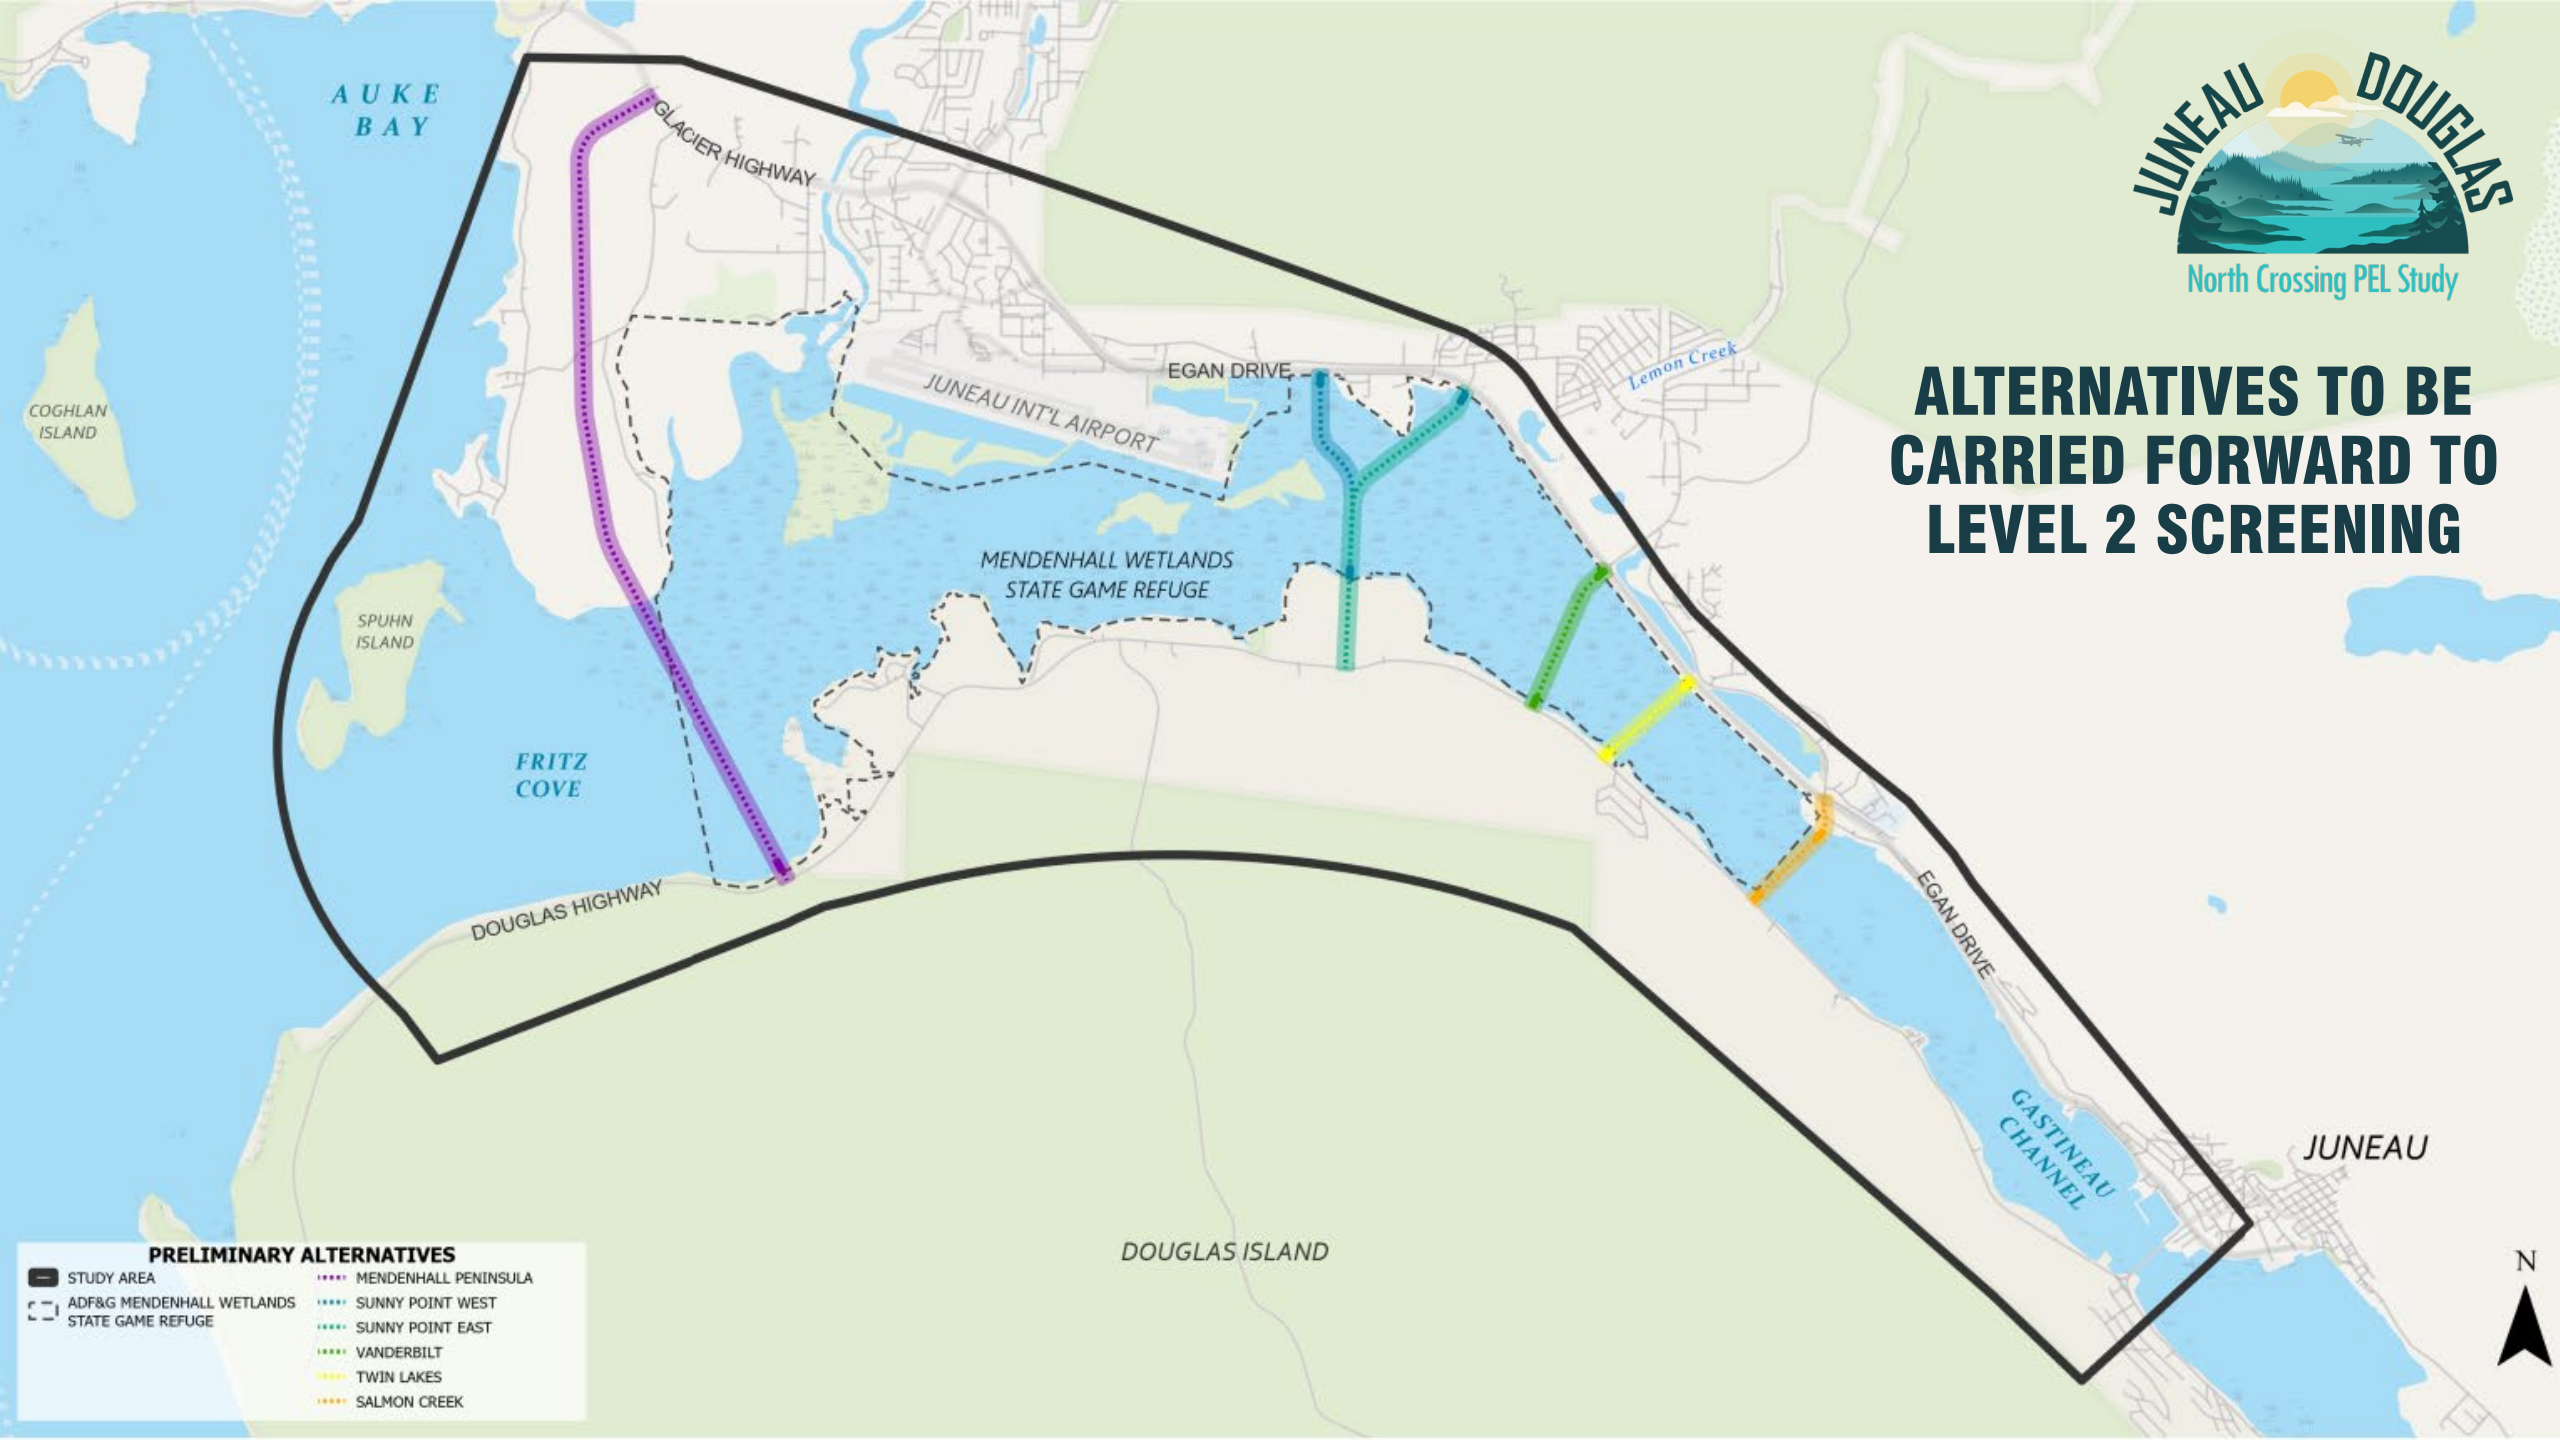 JUNEAU DOUGLAS
North Crossing PEL Study
ALTERNATIVES TO BE
CARRIED FORWARD TO
LEVEL 2 SCREENING
AUKE
BAY
GLACIER HIGHWAY
EGAN DRIVE
Lemon Creek
JUNEAU INT'L AIRPORT
COGHLAN
ISLAND
MENDENHALL WETLANDS
STATE GAME REFUGE
SPUHN
ISLAND
FRITZ
COVE
DOUGLAS HIGHWAY
EGAN DRIVE
GASTINEAU
CHANNEL
JUNEAU
DOUGLAS ISLAND
N
PRELIMINARY ALTERNATIVES
STUDY AREA
ADF&G MENDENHALL WETLANDS
STATE GAME REFUGE
MENDENHALL PENINSULA
SUNNY POINT WEST
SUNNY POINT EAST
VANDERBILT
TWIN LAKES
SALMON CREEK